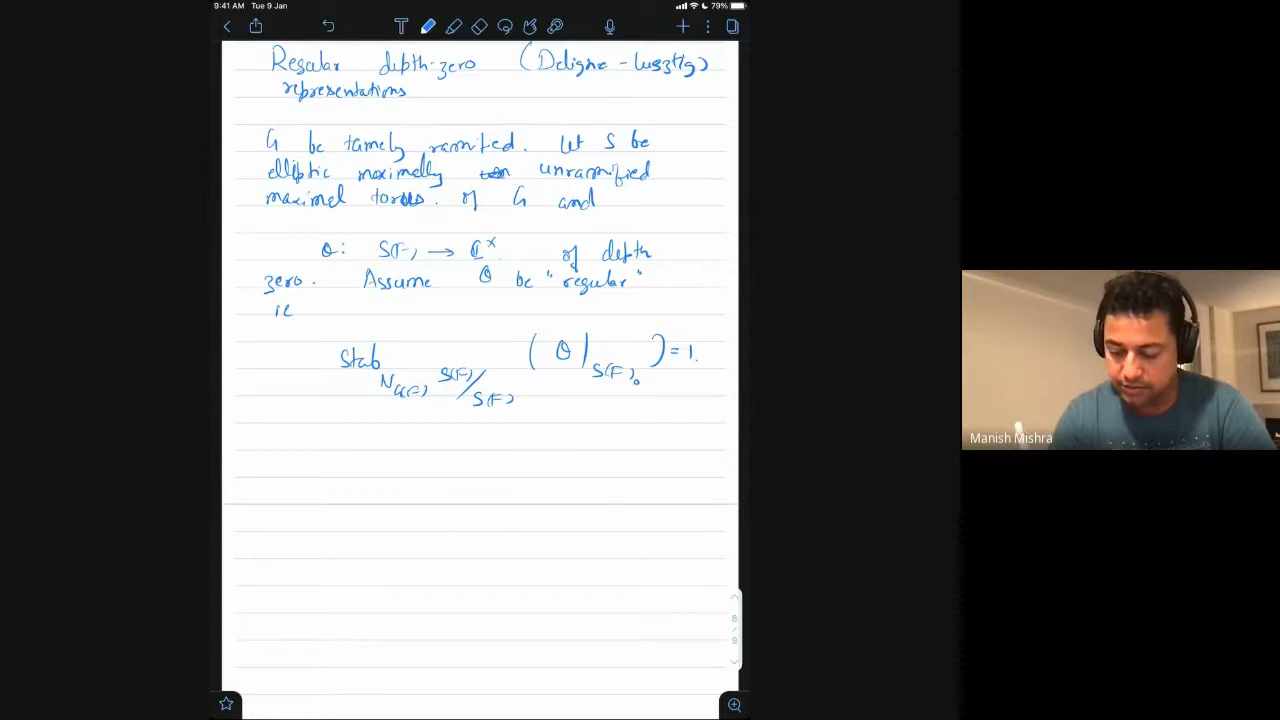 9:41 AM Tue 9 Jan
79%
Regular depth-zero (Deligne - Lusztig)
representations
G be tamely ramified. Let S be
elliptic maximally unramified
maximal torus. of G and
θ: S(F) → ℂ^× of depth
zero. Assume θ be "regular"
ie
Stab_{N_{G(F)} S(F)/S(F)} (θ|_{S(F)_0}) = 1.
8/9
Manish Mishra